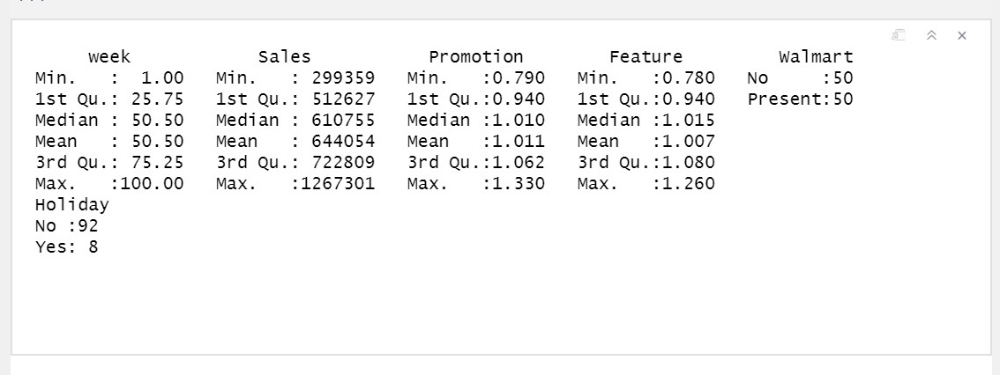 week            Sales           Promotion        Feature         Walmart
Min.   :  1.00   Min.   : 299359   Min.   :0.790   Min.   :0.780   No     :50
1st Qu.: 25.75   1st Qu.: 512627   1st Qu.:0.940   1st Qu.:0.940   Present:50
Median : 50.50   Median : 610755   Median :1.010   Median :1.015
Mean   : 50.50   Mean   : 644054   Mean   :1.011   Mean   :1.007
3rd Qu.: 75.25   3rd Qu.: 722809   3rd Qu.:1.062   3rd Qu.:1.080
Max.   :100.00   Max.   :1267301   Max.   :1.330   Max.   :1.260
Holiday
No :92
Yes: 8